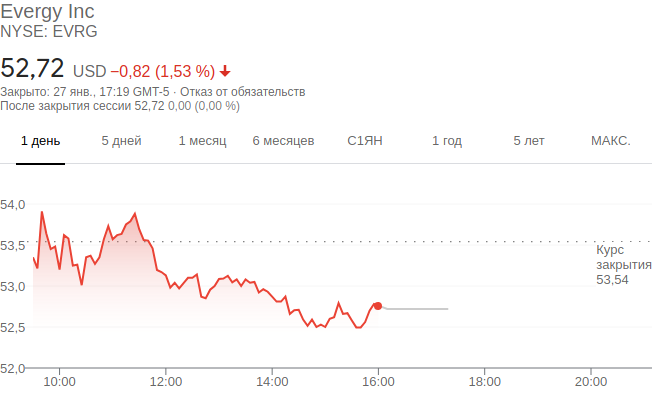 Evergy Inc
NYSE: EVRG
52,72 USD −0,82 (1,53 %)
Закрыто: 27 янв., 17:19 GMT-5 · Отказ от обязательств
После закрытия сессии 52,72 0,00 (0,00 %)
1 день 5 дней 1 месяц 6 месяцев С1ЯН 1 год 5 лет МАКС.
54,0
53,5
Курс
закрытия
53,54
53,0
52,5
52,0
10:00 12:00 14:00 16:00 18:00 20:00